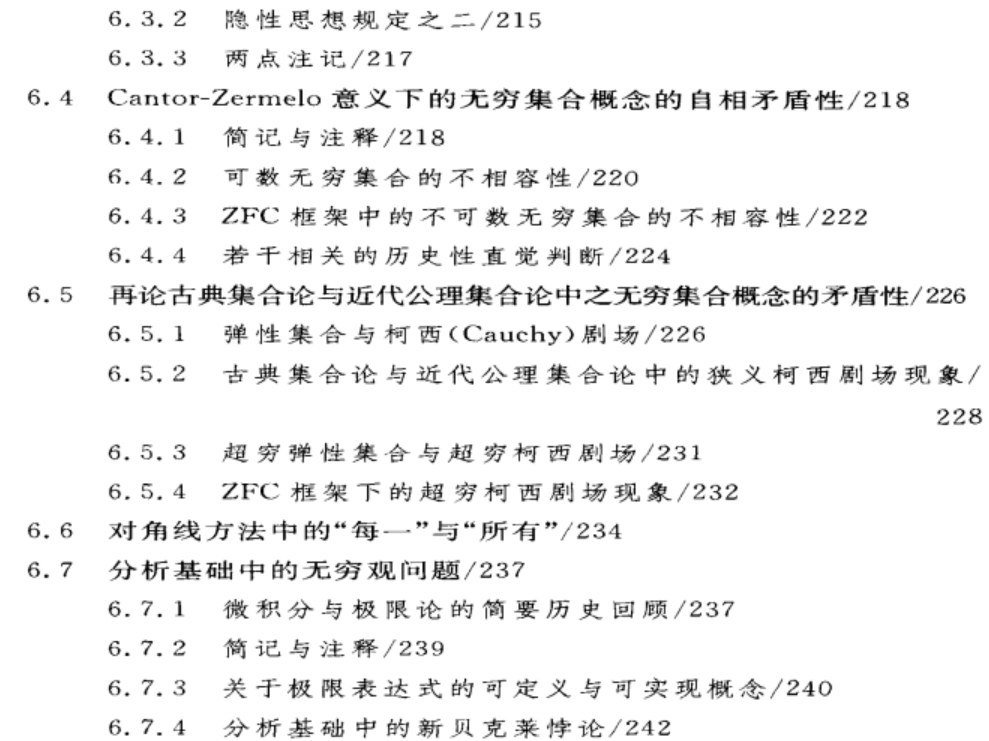 6.3.2 隐性思想规定之二/215
6.3.3 两点注记/217
6.4 Cantor-Zermelo 意义下的无穷集合概念的自相矛盾性/218
6.4.1 简记与注释/218
6.4.2 可数无穷集合的不相容性/220
6.4.3 ZFC 框架中的不可数无穷集合的不相容性/222
6.4.4 若干相关的历史性直觉判断/224
6.5 再论古典集合论与近代公理集合论中之无穷集合概念的矛盾性/226
6.5.1 弹性集合与柯西(Cauchy)剧场/226
6.5.2 古典集合论与近代公理集合论中的狭义柯西剧场现象/
228
6.5.3 超穷弹性集合与超穷柯西剧场/231
6.5.4 ZFC 框架下的超穷柯西剧场现象/232
6.6 对角线方法中的“每一”与“所有”/234
6.7 分析基础中的无穷观问题/237
6.7.1 微积分与极限论的简要历史回顾/237
6.7.2 简记与注释/239
6.7.3 关于极限表达式的可定义与可实现概念/240
6.7.4 分析基础中的新贝克莱悖论/242